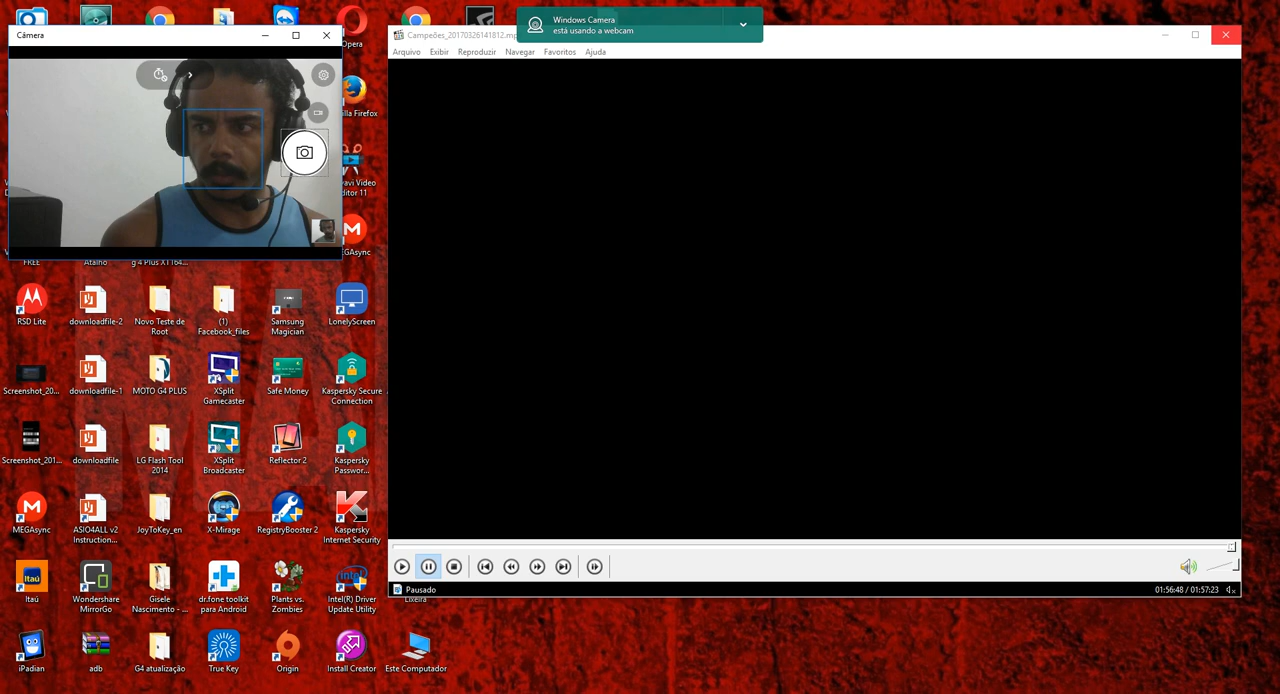 Câmera
Windows Camera
está usando a webcam
Campeões_20170326141812.mp
Arquivo Exibir Reproduzir Navegar Favoritos Ajuda
Opera
lla Firefox
avi Video
ditor 11
EGAsync
FREE
Atalho
g 4 Plus XT164...
RSD Lite
downloadfile-2
Novo Teste de
Root
(1)
Facebook_files
Samsung
Magician
LonelyScreen
Screenshot_20...
downloadfile-1
MOTO G4 PLUS
XSplit
Gamecaster
Safe Money
Kaspersky Secure
Connection
Screenshot_201...
downloadfile
LG Flash Tool
2014
XSplit
Broadcaster
Reflector 2
Kaspersky
Passwor...
MEGAsync
ASIO4ALL v2
Instruction...
JoyToKey_en
X-Mirage
RegistryBooster 2
Kaspersky
Internet Security
Itaú
Itaú
Wondershare
MirrorGo
Gisele
Nascimento - ...
dr.fone toolkit
para Android
Plants vs.
Zombies
intel
Intel(R) Driver
Update Utility
Lixeira
Pausado
01:56:48 / 01:57:23
iPadian
adb
G4 atualização
True Key
Origin
Install Creator
Este Computador